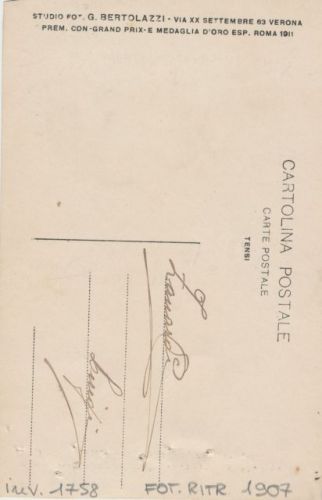 STUDIO FOT. G. BERTOLAZZI - VIA XX SETTEMBRE 63 VERONA
PREM. CON GRAND PRIX E MEDAGLIA D'ORO ESP. ROMA 1911
CARTOLINA POSTALE
CARTE POSTALE
TENSI
Luigi
inv. 1758 FOT. RITR 1907